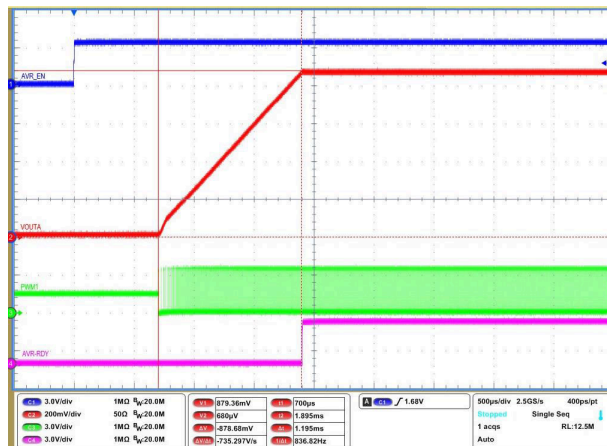 1
AVR_EN
VOUTA
2
PWM1
3
AVR-RDY
4
C1 3.0V/div 1MΩ BW:20.0M
C2 200mV/div 50Ω BW:20.0M
C3 3.0V/div 1MΩ BW:20.0M
C4 3.0V/div 1MΩ BW:20.0M
V1 879.36mV t1 700µs
V2 680µV t2 1.895ms
ΔV -878.68mV Δt 1.195ms
ΔV/Δt -735.297V/s 1/Δt 836.82Hz
A C1 1.68V
500µs/div 2.5GS/s 400ps/pt
Stopped Single Seq
1 acqs RL:12.5M
Auto